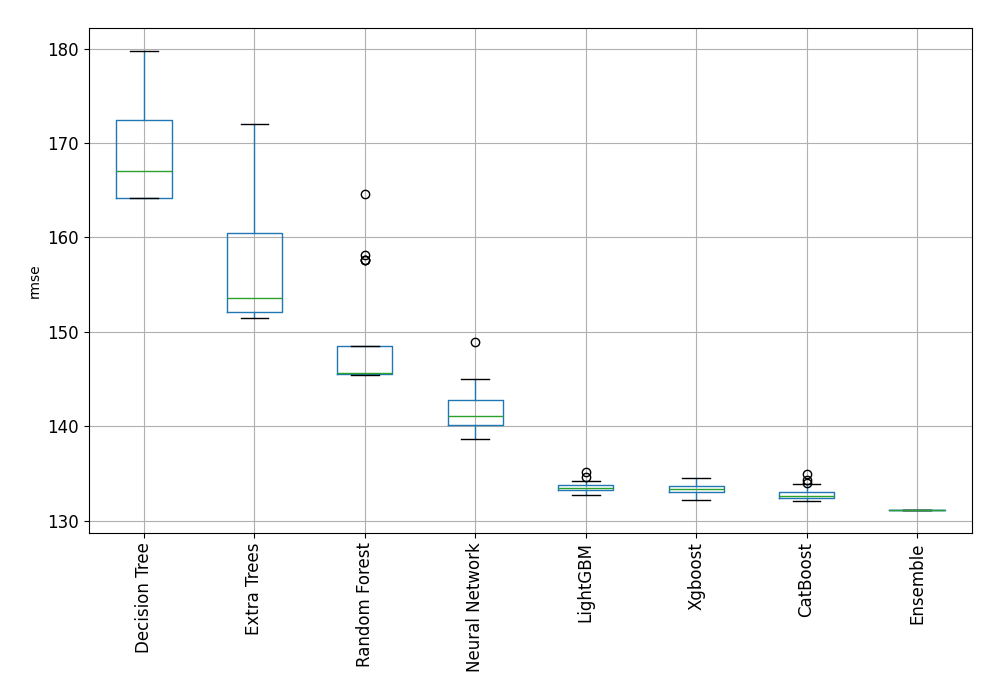 180
170
160
150
140
130
rmse
Decision Tree
Extra Trees
Random Forest
Neural Network
LightGBM
Xgboost
CatBoost
Ensemble